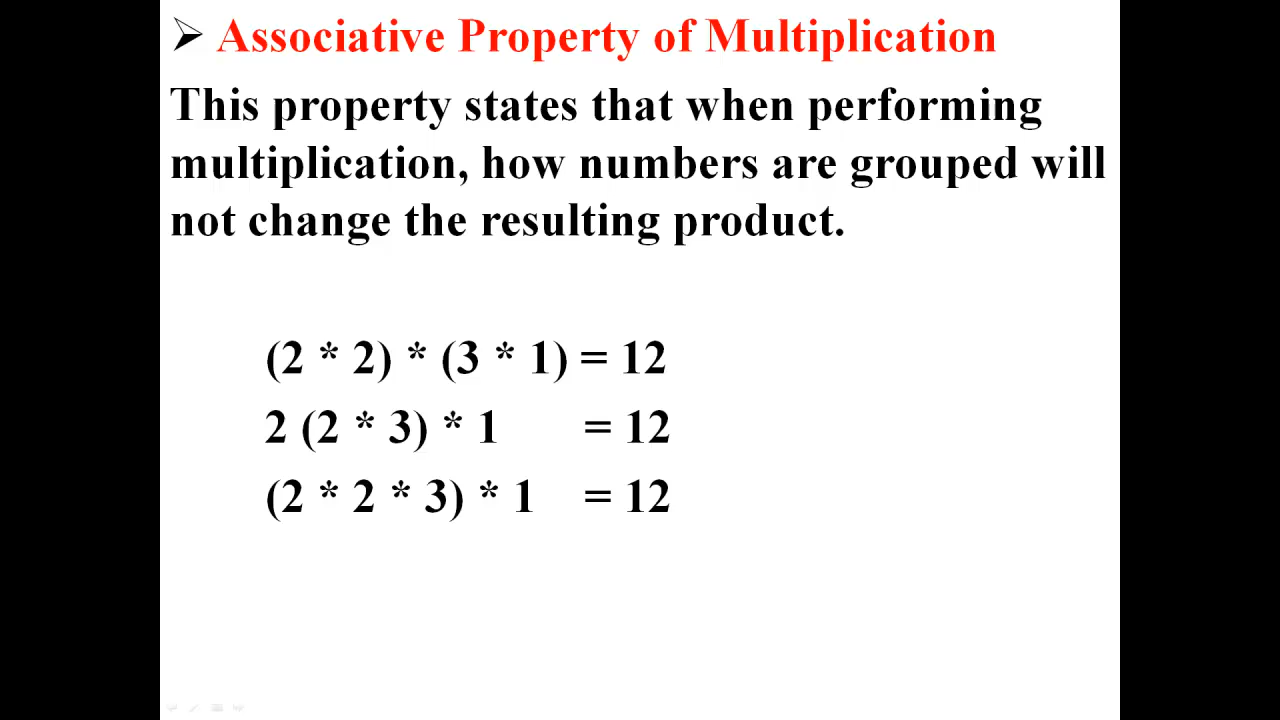 ➢ Associative Property of Multiplication
This property states that when performing
multiplication, how numbers are grouped will
not change the resulting product.
(2 * 2) * (3 * 1) = 12
2 (2 * 3) * 1 = 12
(2 * 2 * 3) * 1 = 12